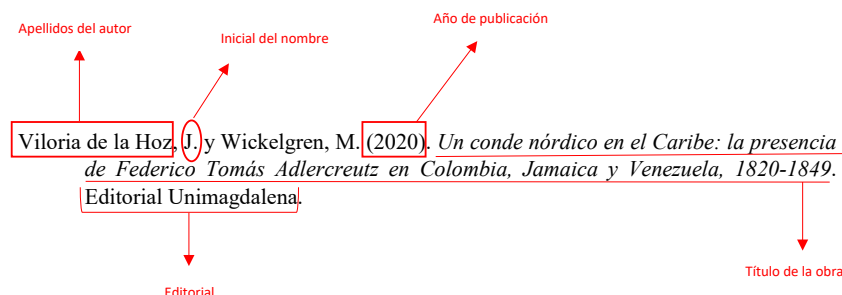 Año de publicación
Apellidos del autor
Inicial del nombre
Viloria de la Hoz, J. y Wickelgren, M. (2020). Un conde nórdico en el Caribe: la presencia
de Federico Tomás Adlercreutz en Colombia, Jamaica y Venezuela, 1820-1849.
Editorial Unimagdalena.
Título de la obra
Editorial